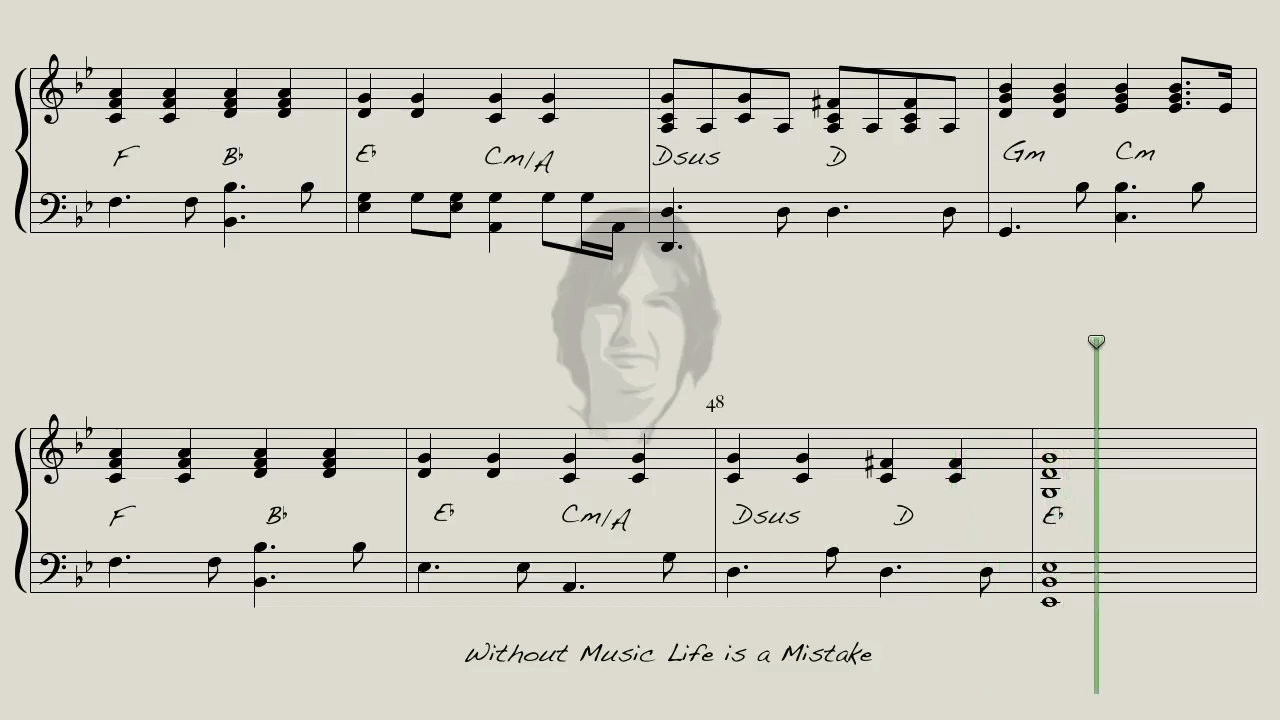 F B♭ E♭ Cm/A Dsus D Gm Cm
48
F B♭ E♭ Cm/A Dsus D E♭
Without Music Life is a Mistake